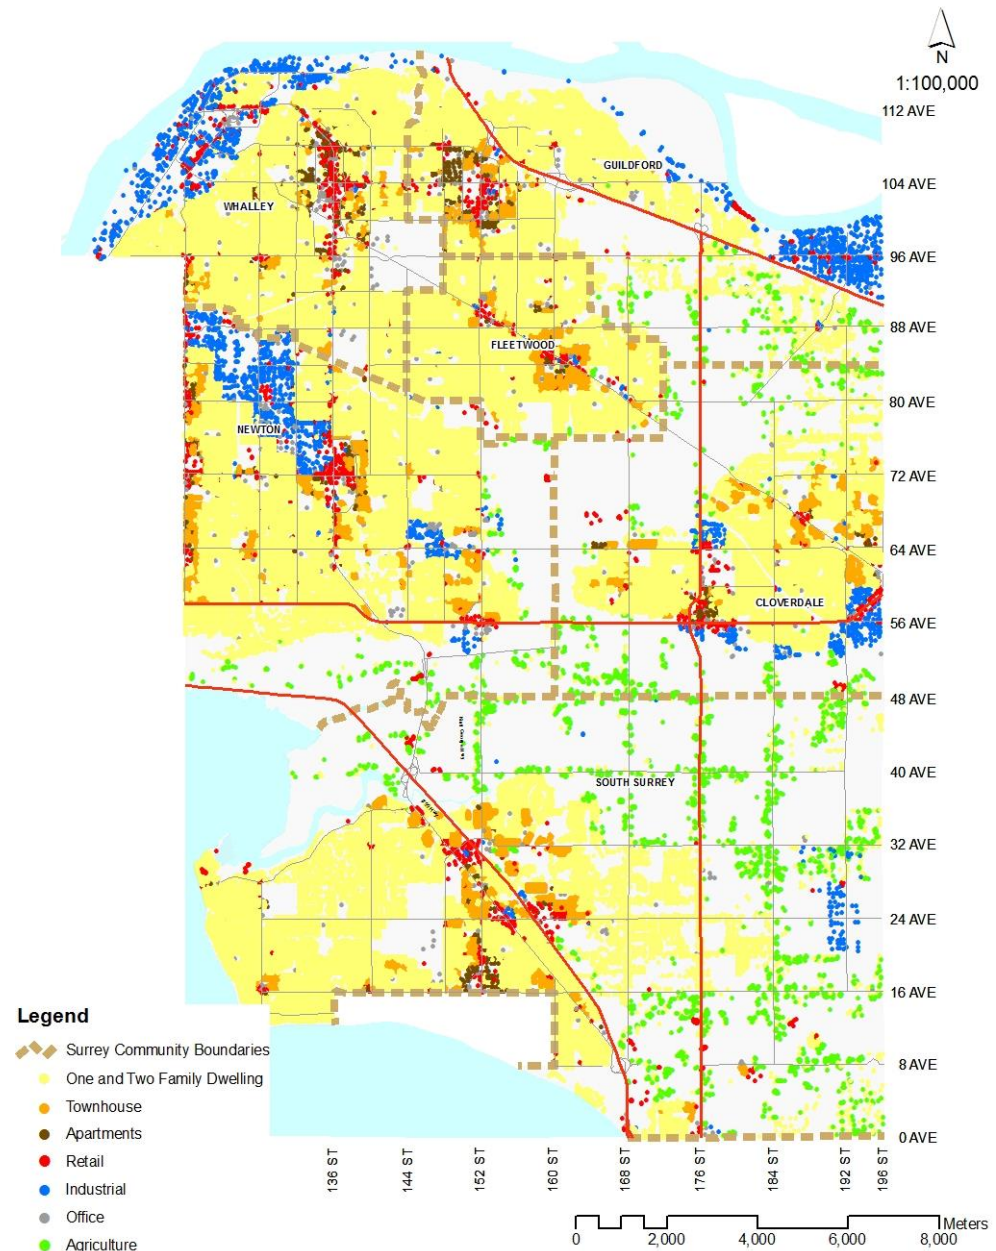 N
1:100,000
112 AVE
GUILDFORD
104 AVE
WHALLEY
96 AVE
88 AVE
FLEETWOOD
80 AVE
NEWTON
72 AVE
64 AVE
CLOVERDALE
56 AVE
48 AVE
40 AVE
SOUTH SURREY
32 AVE
24 AVE
16 AVE
8 AVE
0 AVE
136 ST
144 ST
152 ST
160 ST
168 ST
176 ST
184 ST
192 ST
196 ST
Legend
Surrey Community Boundaries
One and Two Family Dwelling
Townhouse
Apartments
Retail
Industrial
Office
Agriculture
Meters
0 2,000 4,000 6,000 8,000